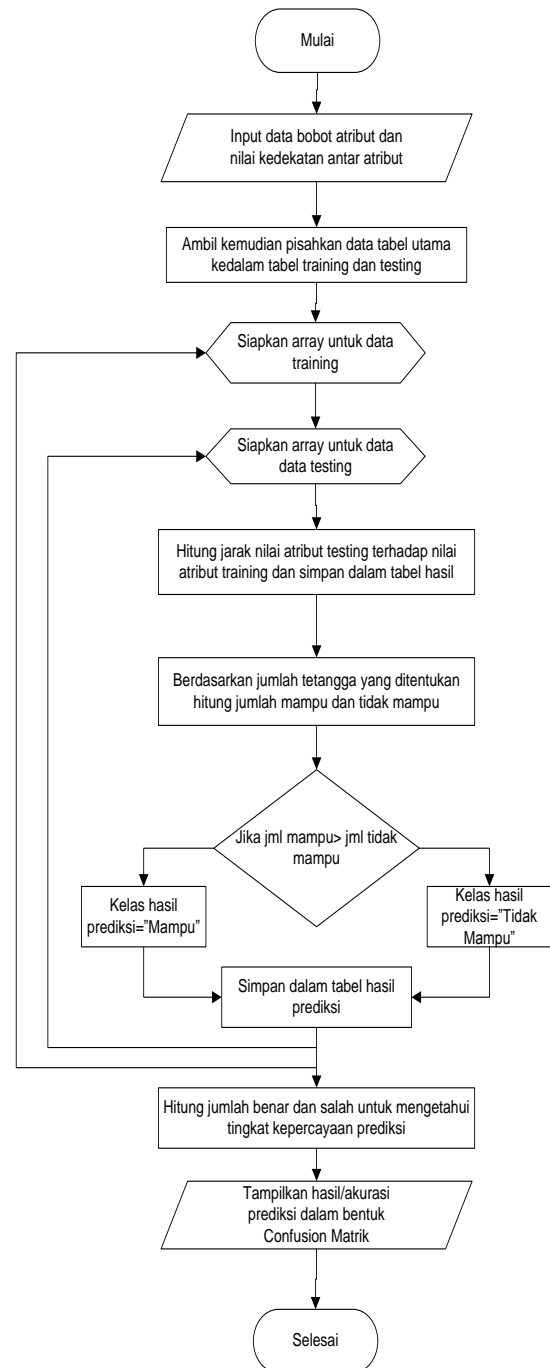 Mulai
Input data bobot atribut dan
nilai kedekatan antar atribut
Ambil kemudian pisahkan data tabel utama
kedalam tabel training dan testing
Siapkan array untuk data
training
Siapkan array untuk data
data testing
Hitung jarak nilai atribut testing terhadap nilai
atribut training dan simpan dalam tabel hasil
Berdasarkan jumlah tetangga yang ditentukan
hitung jumlah mampu dan tidak mampu
Jika jml mampu> jml tidak
mampu
Kelas hasil
prediksi=”Mampu”
Kelas hasil
prediksi=”Tidak
Mampu”
Simpan dalam tabel hasil
prediksi
Hitung jumlah benar dan salah untuk mengetahui
tingkat kepercayaan prediksi
Tampilkan hasil/akurasi
prediksi dalam bentuk
Confusion Matrik
Selesai